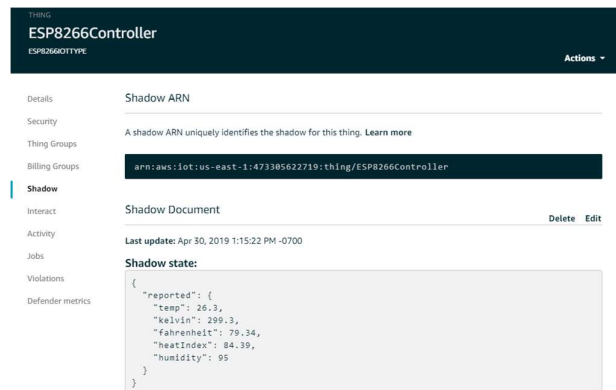 THING
ESP8266Controller
ESP8266IOTTYPE
Actions
Details
Security
Thing Groups
Billing Groups
Shadow
Interact
Activity
Jobs
Violations
Defender metrics
Shadow ARN
A shadow ARN uniquely identifies the shadow for this thing. Learn more
arn:aws:iot:us-east-1:473305622719:thing/ESP8266Controller
Shadow Document
Delete Edit
Last update: Apr 30, 2019 1:15:22 PM -0700
Shadow state:
{
"reported": {
"temp": 26.3,
"kelvin": 299.3,
"fahrenheit": 79.34,
"heatIndex": 84.39,
"humidity": 95
}
}